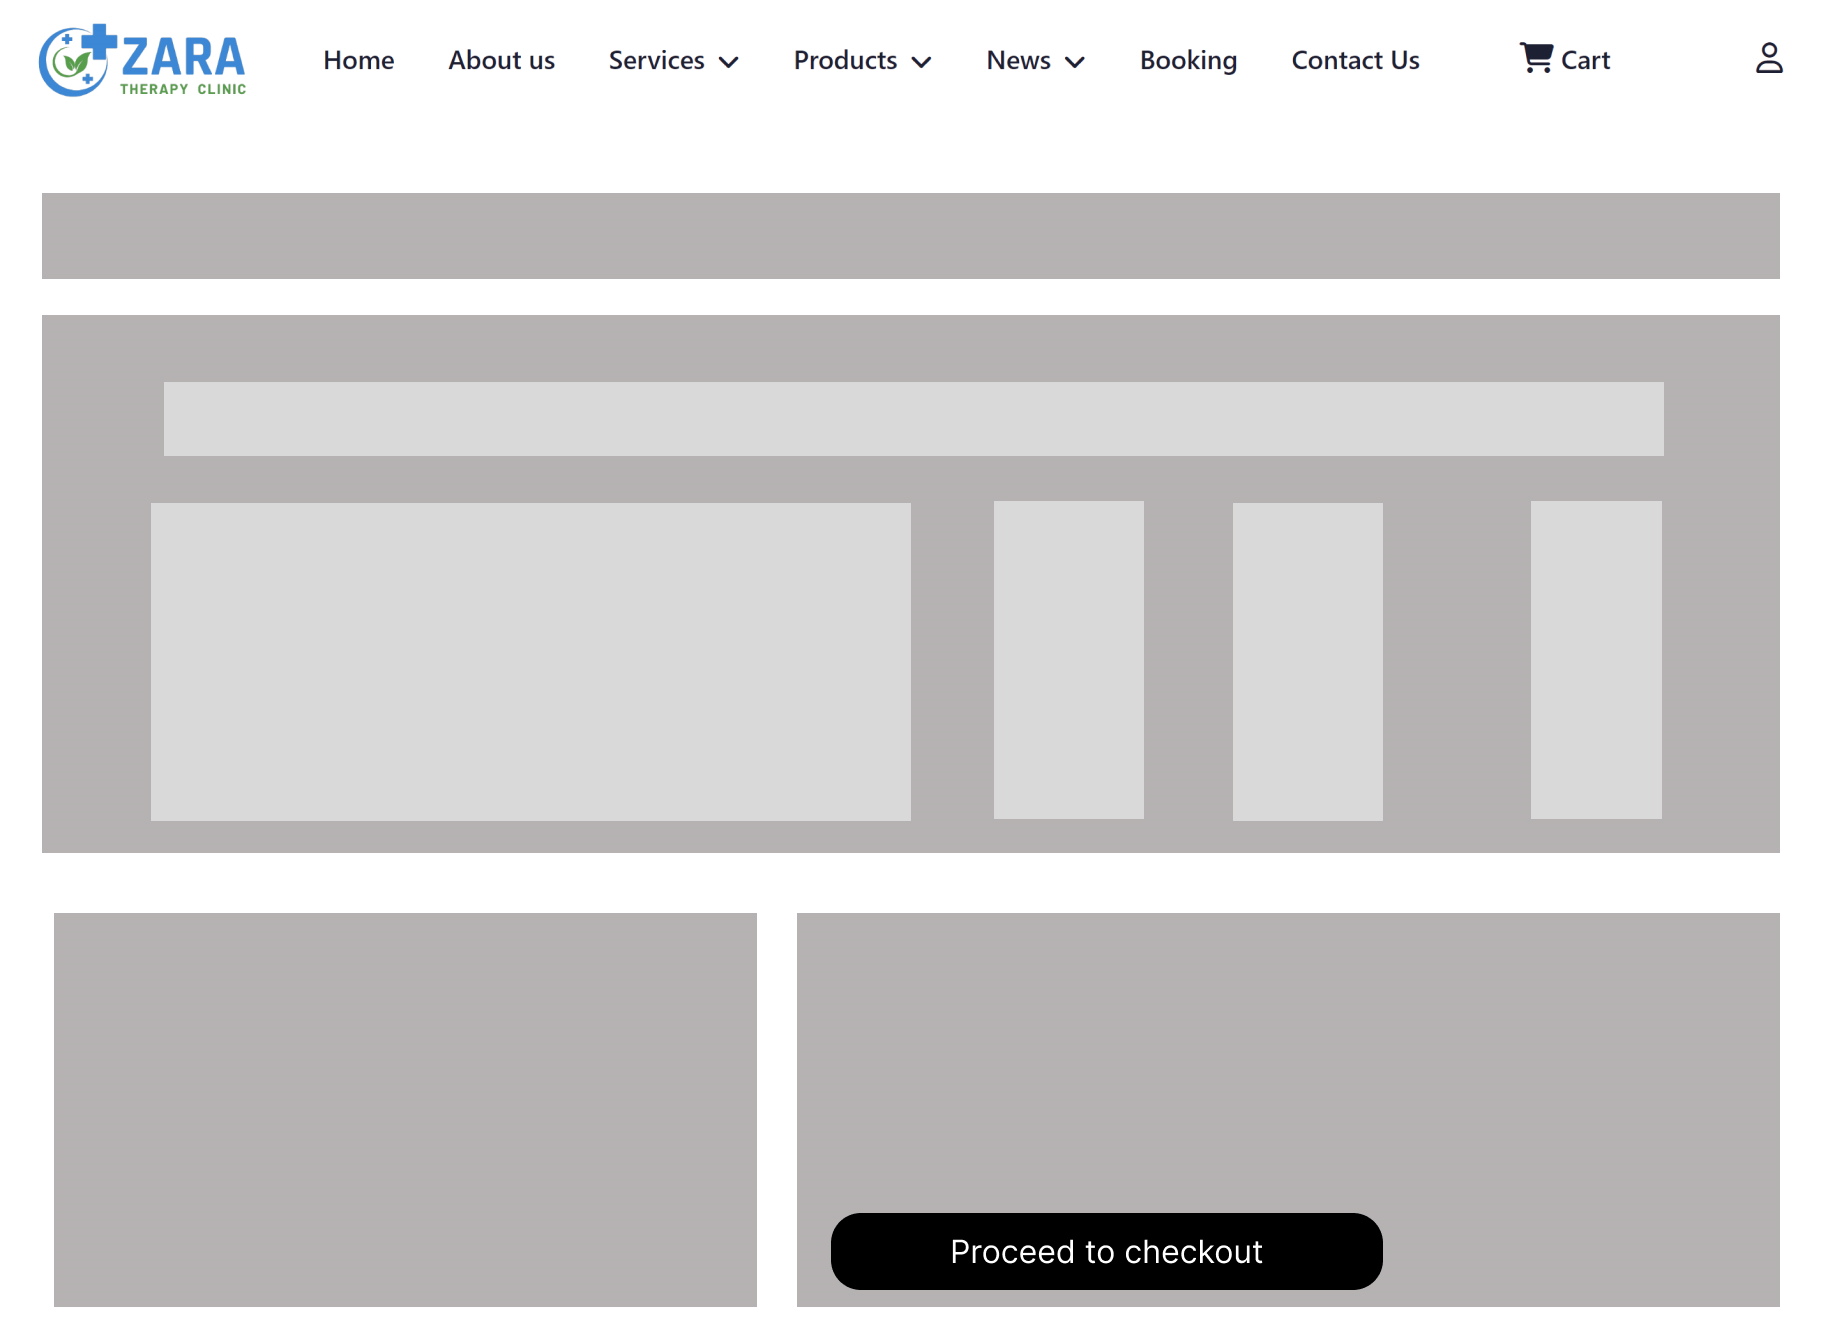 ZARA
THERAPY CLINIC
Home
About us
Services
Products
News
Booking
Contact Us
Cart
Proceed to checkout